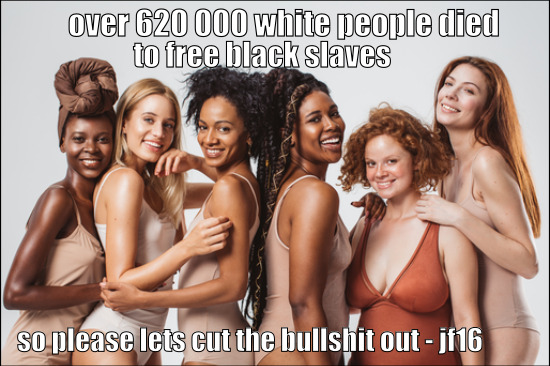 over 620 000 white people died
to free black slaves
so please lets cut the bullshit out - jf16